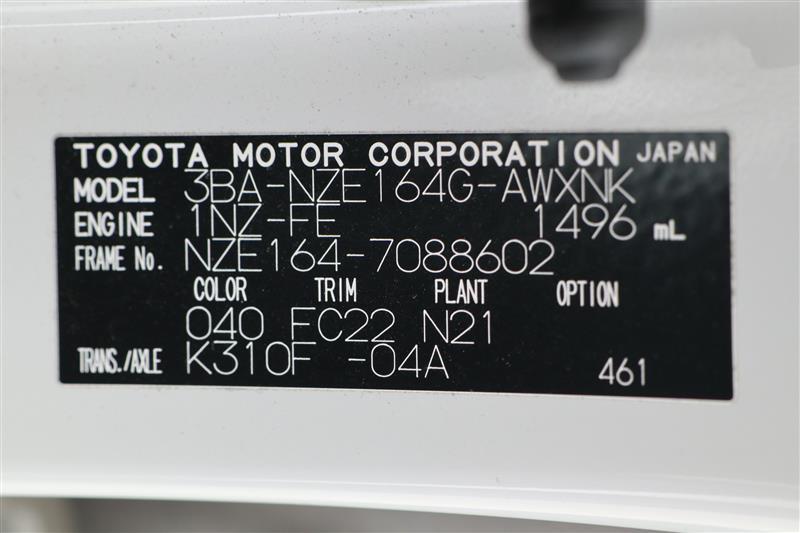 TOYOTA MOTOR CORPORATION JAPAN
MODEL 3BA-NZE164G-AWXNK
ENGINE 1NZ-FE 1496 mL
FRAME No. NZE164-7088602
COLOR TRIM PLANT OPTION
040 FC22 N21
TRANS./AXLE K310F -04A 461